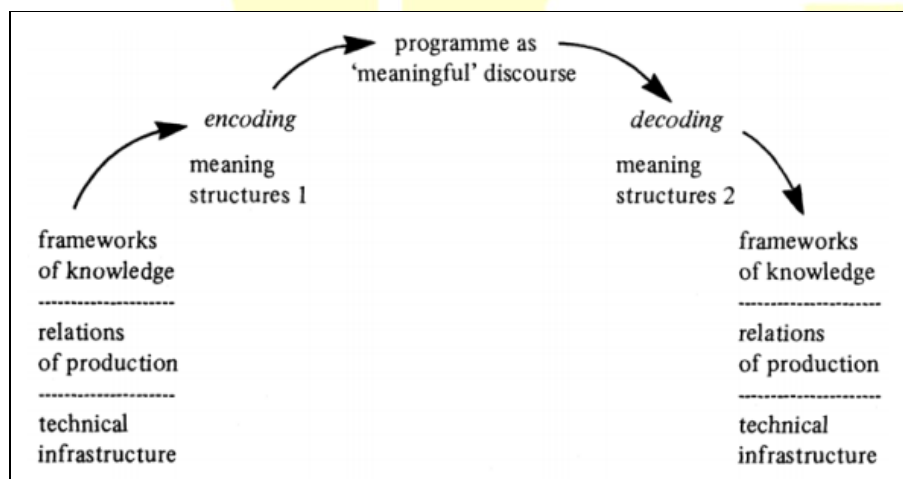 programme as
‘meaningful’ discourse
encoding
decoding
meaning
structures 1
meaning
structures 2
frameworks
of knowledge
relations
of production
technical
infrastructure
frameworks
of knowledge
relations
of production
technical
infrastructure